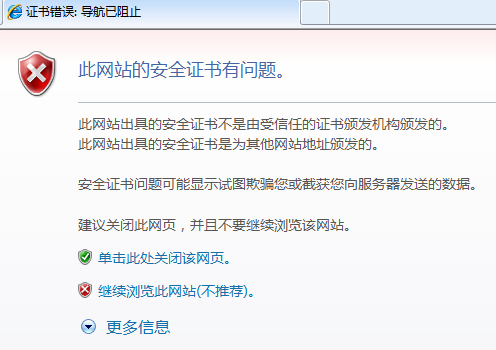 证书错误: 导航已阻止
此网站的安全证书有问题。
此网站出具的安全证书不是由受信任的证书颁发机构颁发的。
此网站出具的安全证书是为其他网站地址颁发的。
安全证书问题可能显示试图欺骗您或截获您向服务器发送的数据。
建议关闭此网页，并且不要继续浏览该网站。
单击此处关闭该网页。
继续浏览此网站(不推荐)。
更多信息